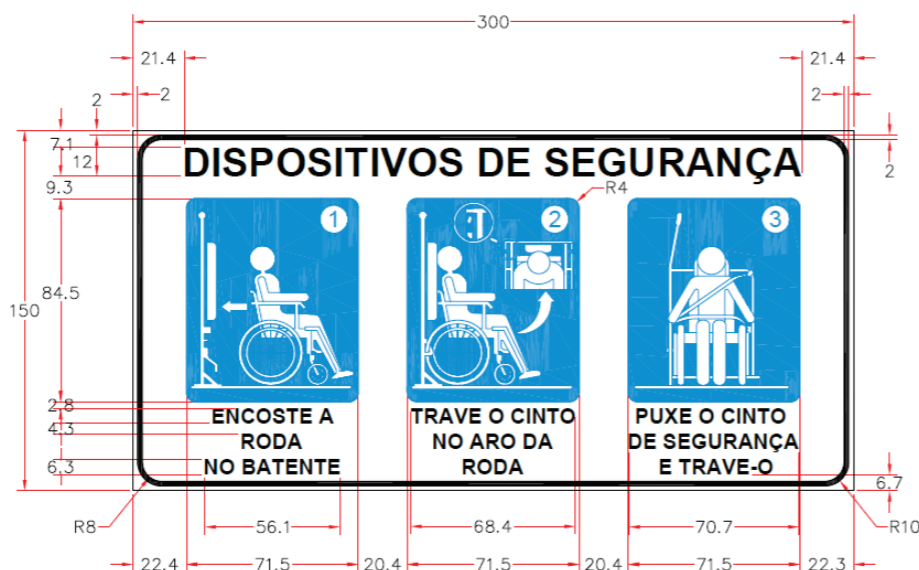 300
21.4 21.4
2 2 2
7.1
12
2
9.3
DISPOSITIVOS DE SEGURANÇA
R4
1 2 3
84.5
150
2.8
4.3
6.3
ENCOSTE A
RODA
NO BATENTE
TRAVE O CINTO
NO ARO DA
RODA
PUXE O CINTO
DE SEGURANÇA
E TRAVE-O
6.7
R8 56.1 68.4 70.7 R10
22.4 71.5 20.4 71.5 20.4 71.5 22.3